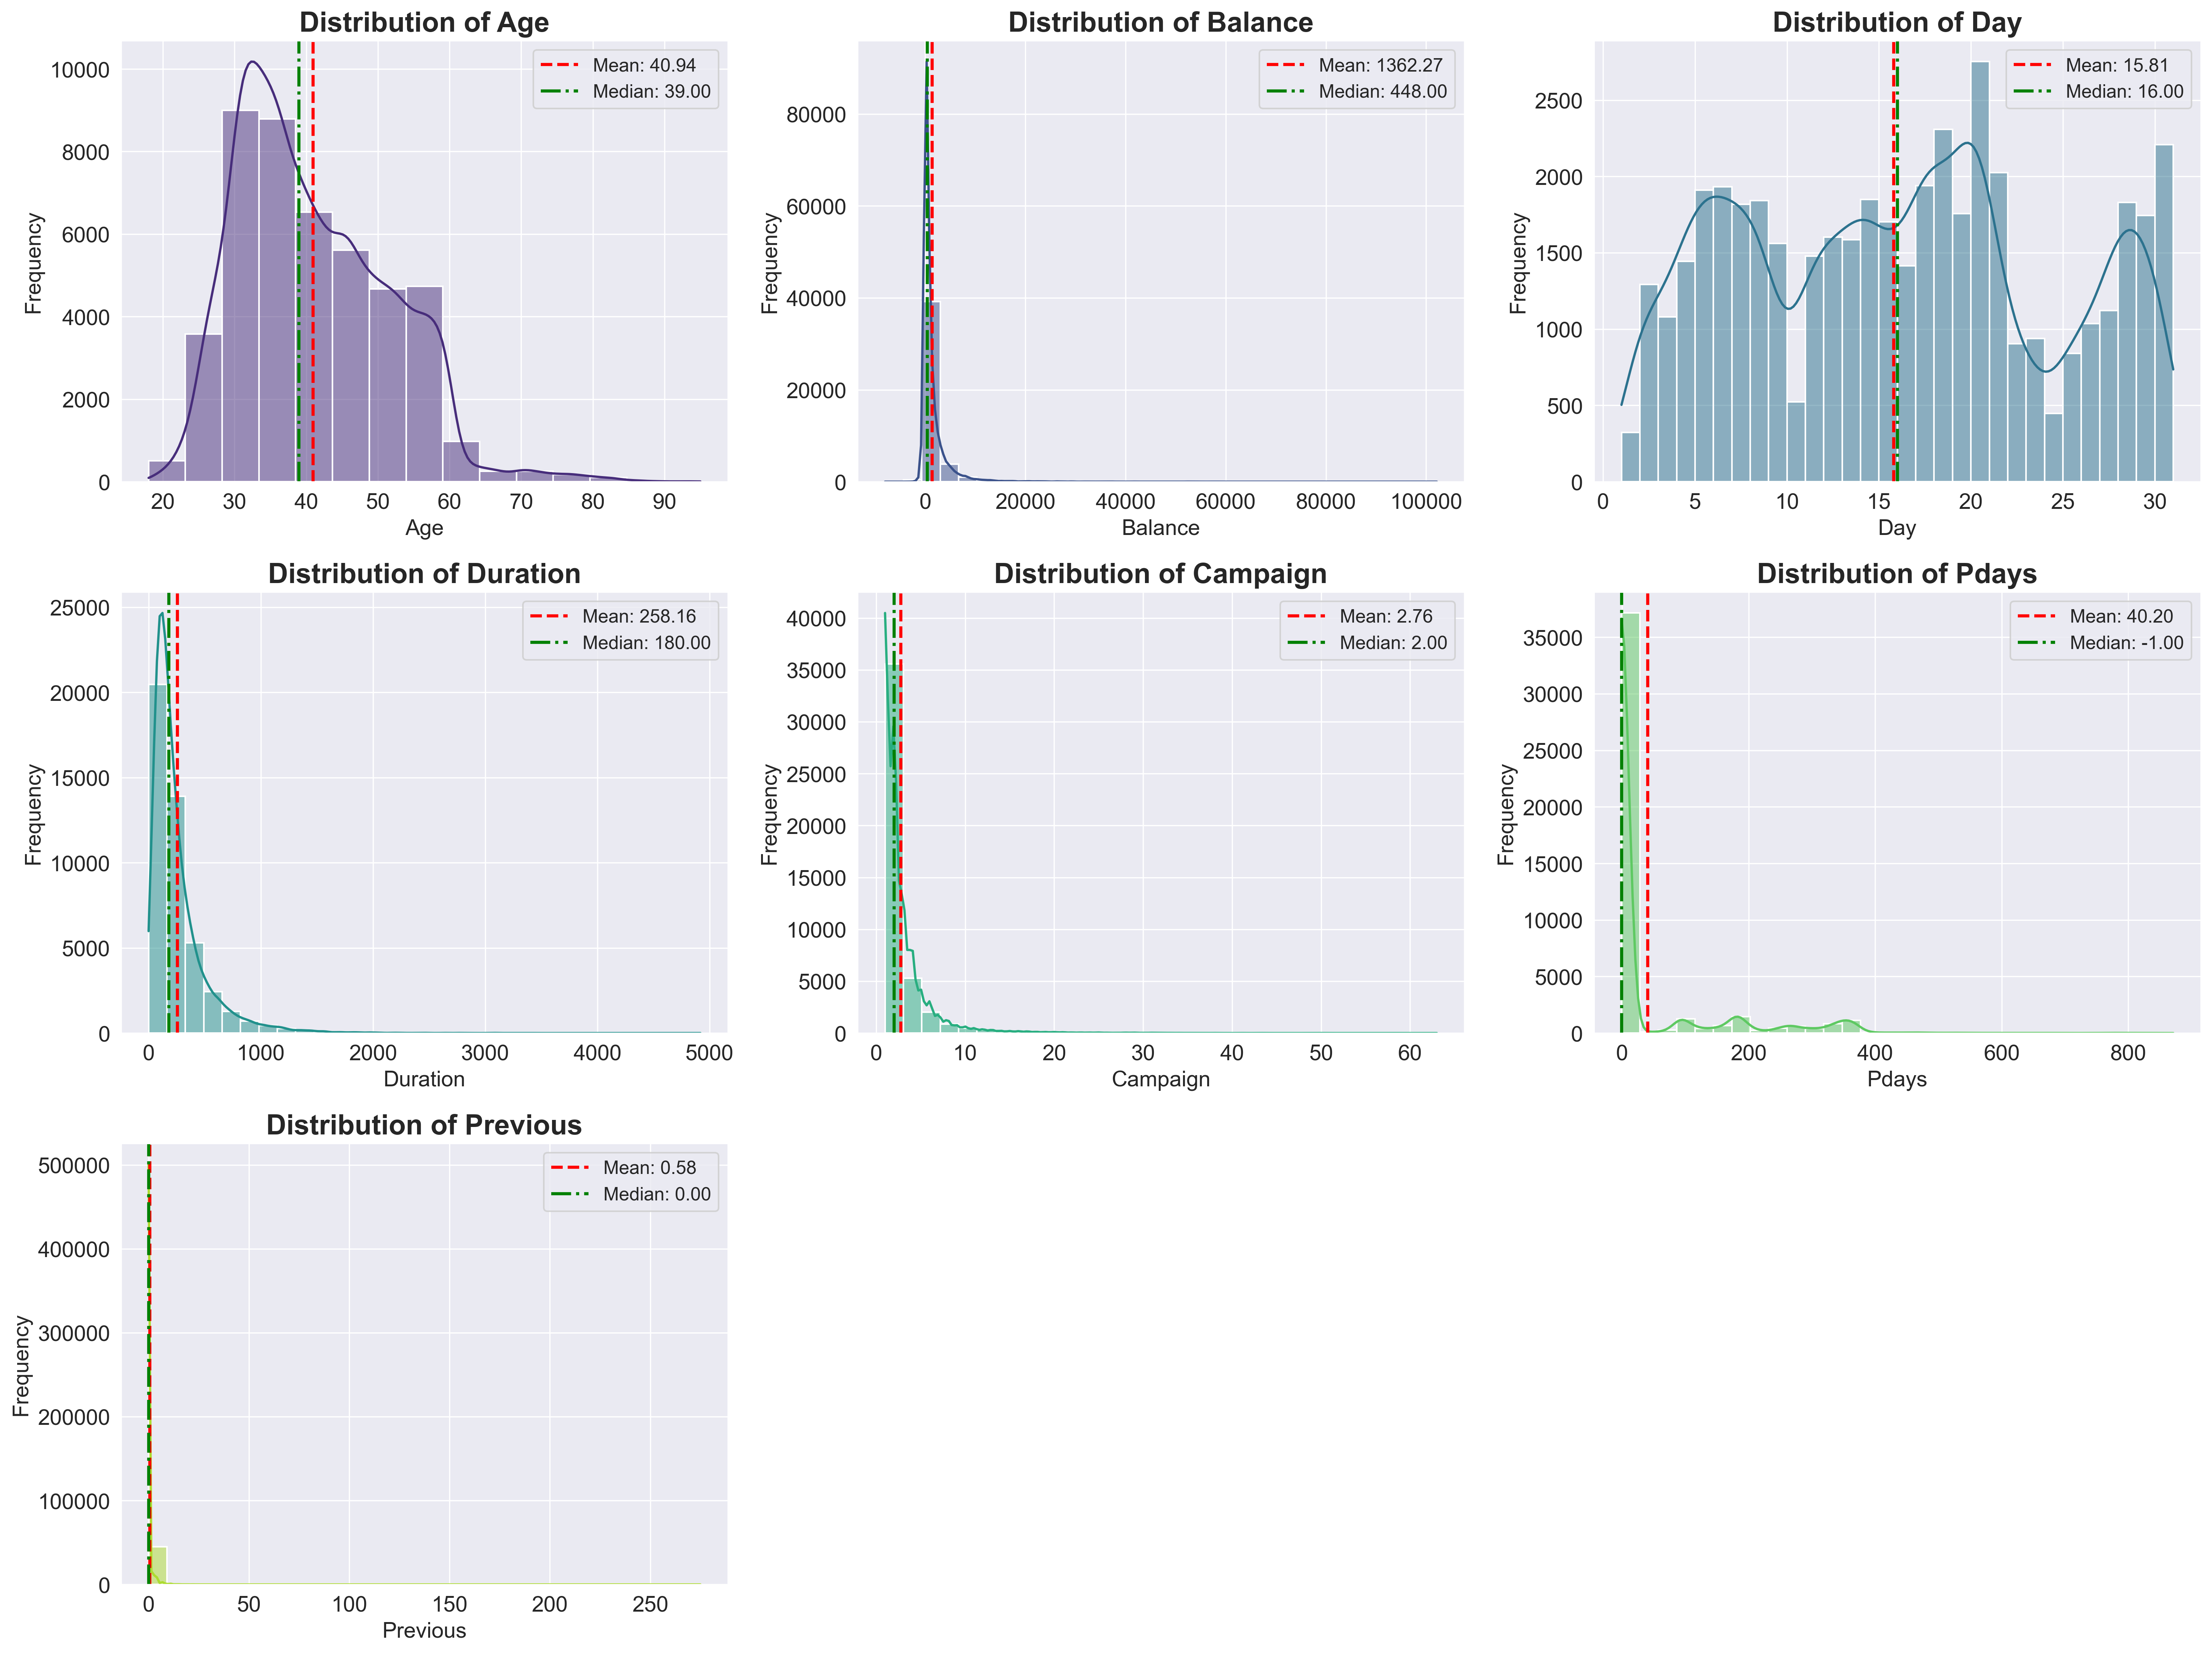 Distribution of Age
Mean: 40.94
Median: 39.00
10000
8000
6000
4000
2000
0
Frequency
20 30 40 50 60 70 80 90
Age
Distribution of Balance
Mean: 1362.27
Median: 448.00
80000
60000
40000
20000
0
Frequency
0 20000 40000 60000 80000 100000
Balance
Distribution of Day
Mean: 15.81
Median: 16.00
2500
2000
1500
1000
500
0
Frequency
0 5 10 15 20 25 30
Day
Distribution of Duration
Mean: 258.16
Median: 180.00
25000
20000
15000
10000
5000
0
Frequency
0 1000 2000 3000 4000 5000
Duration
Distribution of Campaign
Mean: 2.76
Median: 2.00
40000
35000
30000
25000
20000
15000
10000
5000
0
Frequency
0 10 20 30 40 50 60
Campaign
Distribution of Pdays
Mean: 40.20
Median: -1.00
35000
30000
25000
20000
15000
10000
5000
0
Frequency
0 200 400 600 800
Pdays
Distribution of Previous
Mean: 0.58
Median: 0.00
500000
400000
300000
200000
100000
0
Frequency
0 50 100 150 200 250
Previous